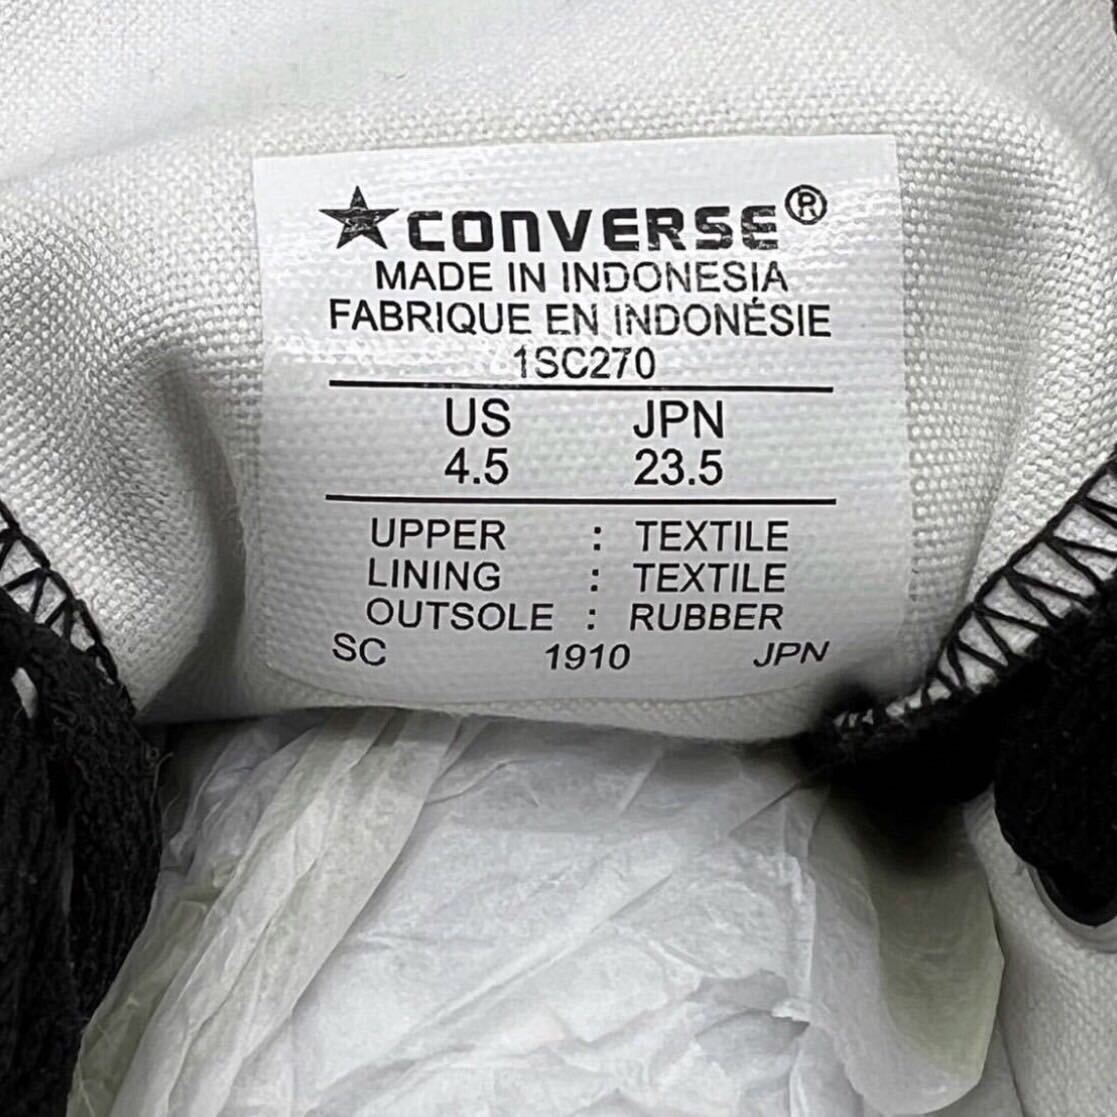 ★CONVERSE®
MADE IN INDONESIA
FABRIQUE EN INDONÉSIE
1SC270
US JPN
4.5 23.5
UPPER : TEXTILE
LINING : TEXTILE
OUTSOLE : RUBBER
SC 1910 JPN